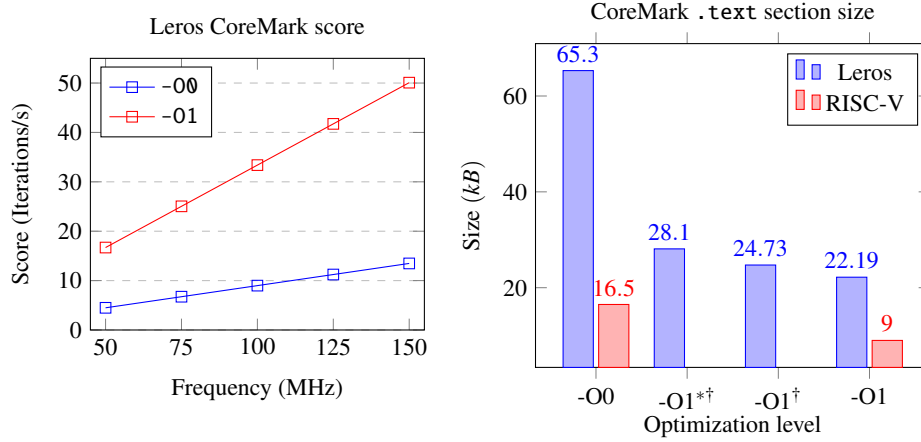 Leros CoreMark score
-O0
-O1
Score (Iterations/s)
50
40
30
20
10
0
50 75 100 125 150
Frequency (MHz)
CoreMark .text section size
Leros
RISC-V
Size (kB)
60
40
20
65.3
16.5
28.1
24.73
22.19
9
-O0 -O1*† -O1† -O1
Optimization level